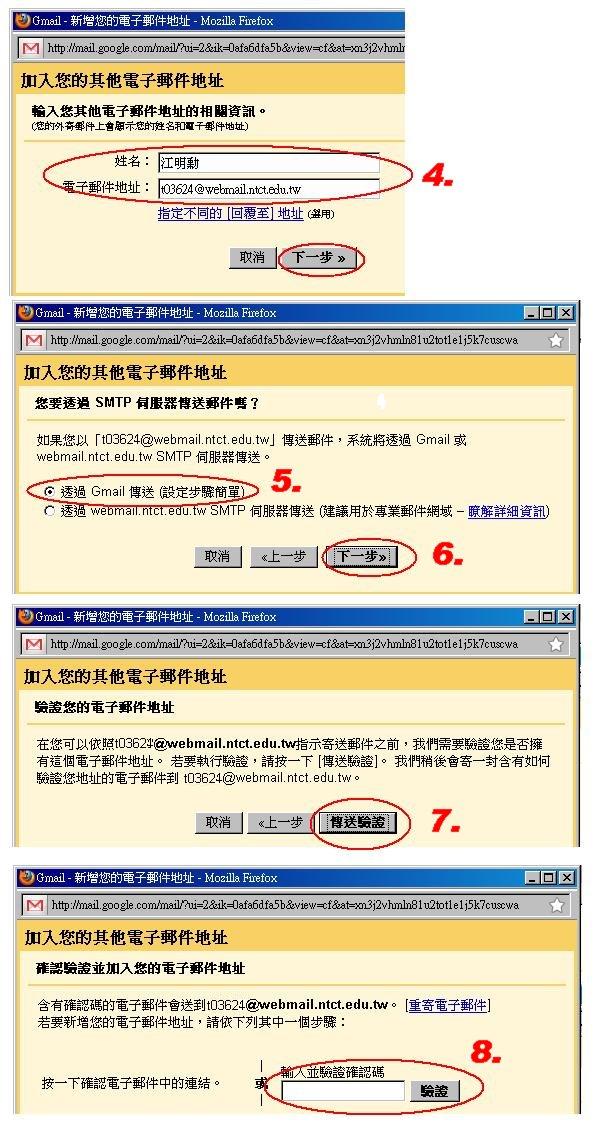 Gmail - 新增您的電子郵件地址 - Mozilla Firefox
http://mail.google.com/mail/?ui=2&ik=0afa6dfa5b&view=cf&at=xn3j2vhmln
加入您的其他電子郵件地址
輸入您其他電子郵件地址的相關資訊。
(您的外寄郵件上會顯示您的姓名和電子郵件地址)
姓名： 江明勳
電子郵件地址： t03624@webmail.ntct.edu.tw
4.
指定不同的 [回覆至] 地址 (選用)
取消 下一步 »
Gmail - 新增您的電子郵件地址 - Mozilla Firefox
http://mail.google.com/mail/?ui=2&ik=0afa6dfa5b&view=cf&at=xn3j2vhmln81u2tot1e1j5k7cuscwa
加入您的其他電子郵件地址
您要透過 SMTP 伺服器傳送郵件嗎？
4
如果您以「t03624@webmail.ntct.edu.tw」傳送郵件，系統將透過 Gmail 或
webmail.ntct.edu.tw SMTP 伺服器傳送。
透過 Gmail 傳送 (設定步驟簡單)
5.
透過 webmail.ntct.edu.tw SMTP 伺服器傳送 (建議用於專業郵件網域 – 瞭解詳細資訊)
取消 «上一步 下一步»
6.
Gmail - 新增您的電子郵件地址 - Mozilla Firefox
http://mail.google.com/mail/?ui=2&ik=0afa6dfa5b&view=cf&at=xn3j2vhmln81u2tot1e1j5k7cuscwa
加入您的其他電子郵件地址
驗證您的電子郵件地址
在您可以依照t03624@webmail.ntct.edu.tw指示寄送郵件之前，我們需要驗證您是否擁
有這個電子郵件地址。 若要執行驗證，請按一下 [傳送驗證]。 我們稍後會寄一封含有如何
驗證您地址的電子郵件到 t03624@webmail.ntct.edu.tw。
取消 «上一步 傳送驗證
7.
Gmail - 新增您的電子郵件地址 - Mozilla Firefox
http://mail.google.com/mail/?ui=2&ik=0afa6dfa5b&view=cf&at=xn3j2vhmln81u2tot1e1j5k7cuscwa
加入您的其他電子郵件地址
確認驗證並加入您的電子郵件地址
含有確認碼的電子郵件會送到t03624@webmail.ntct.edu.tw。 [重寄電子郵件]
若要新增您的電子郵件地址，請依下列其中一個步驟：
8.
輸入並驗證確認碼
按一下確認電子郵件中的連結。 或 驗證